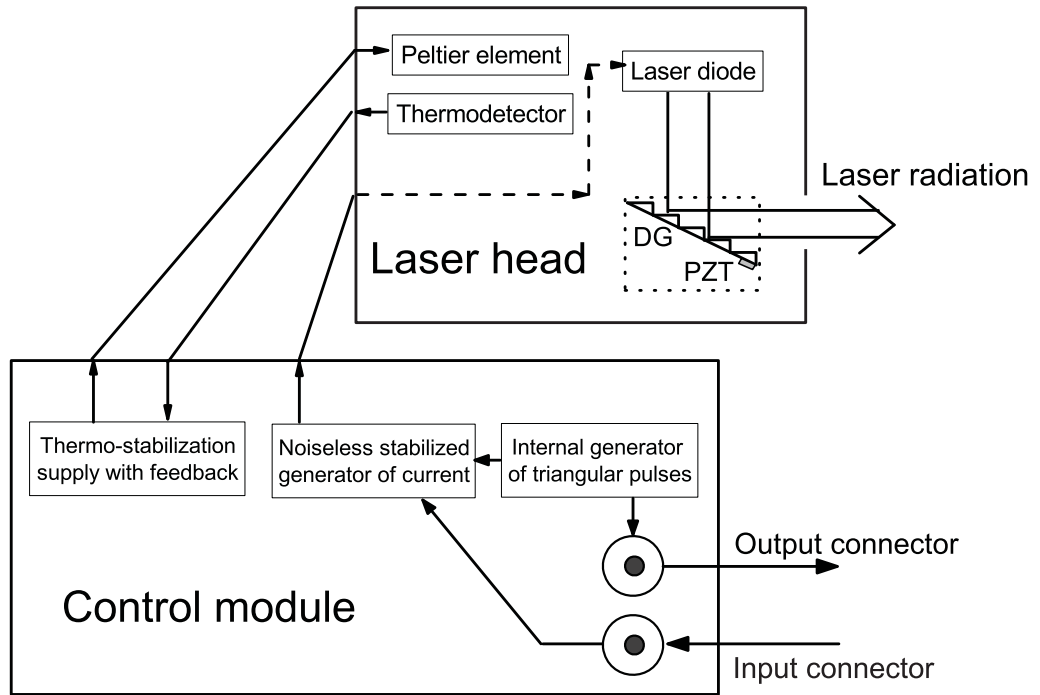 Peltier element
Laser diode
Thermodetector
Laser radiation
DG
Laser head
PZT
Thermo-stabilization
supply with feedback
Noiseless stabilized
generator of current
Internal generator
of triangular pulses
Output connector
Control module
Input connector